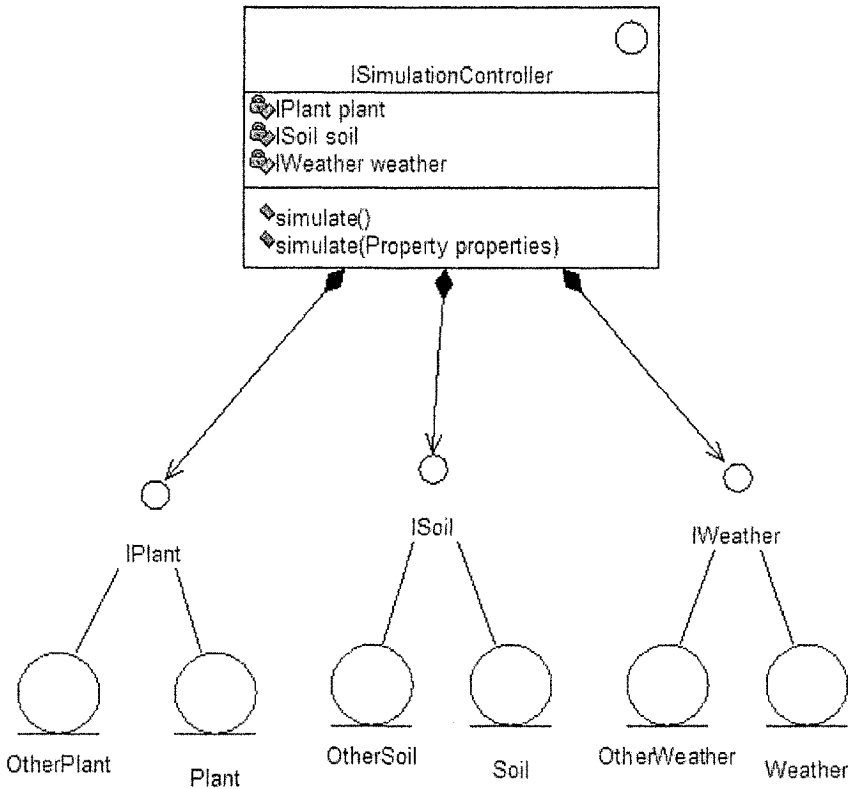 ISimulationController
IPlant plant
ISoil soil
IWeather weather
simulate()
simulate(Property properties)
IPlant
ISoil
IWeather
OtherPlant
Plant
OtherSoil
Soil
OtherWeather
Weather